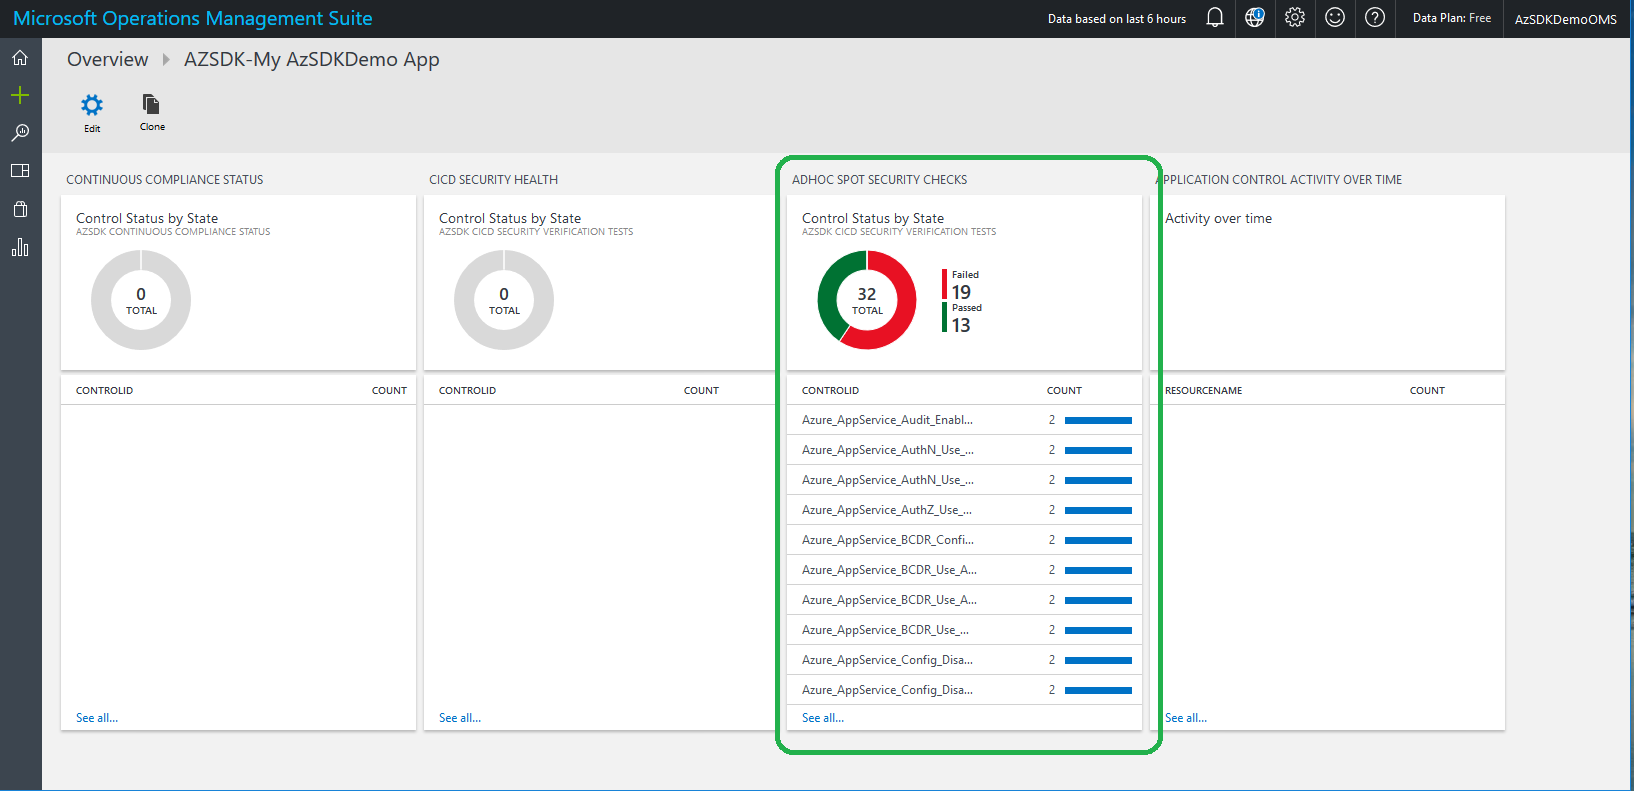 Microsoft Operations Management Suite
Data based on last 6 hours
Data Plan: Free
AzSDKDemoOMS
Overview
AZSDK-My AzSDKDemo App
Edit
Clone
CONTINUOUS COMPLIANCE STATUS
Control Status by State
AZSDK CONTINUOUS COMPLIANCE STATUS
0
TOTAL
CONTROLID COUNT
See all...
CICD SECURITY HEALTH
Control Status by State
AZSDK CICD SECURITY VERIFICATION TESTS
0
TOTAL
CONTROLID COUNT
See all...
ADHOC SPOT SECURITY CHECKS
Control Status by State
AZSDK CICD SECURITY VERIFICATION TESTS
32
TOTAL
Failed
19
Passed
13
CONTROLID COUNT
Azure_AppService_Audit_Enabl... 2
Azure_AppService_AuthN_Use_... 2
Azure_AppService_AuthN_Use_... 2
Azure_AppService_AuthZ_Use_... 2
Azure_AppService_BCDR_Confi... 2
Azure_AppService_BCDR_Use_A... 2
Azure_AppService_BCDR_Use_A... 2
Azure_AppService_BCDR_Use_... 2
Azure_AppService_Config_Disa... 2
Azure_AppService_Config_Disa... 2
See all...
APPLICATION CONTROL ACTIVITY OVER TIME
Activity over time
RESOURCENAME COUNT
See all...